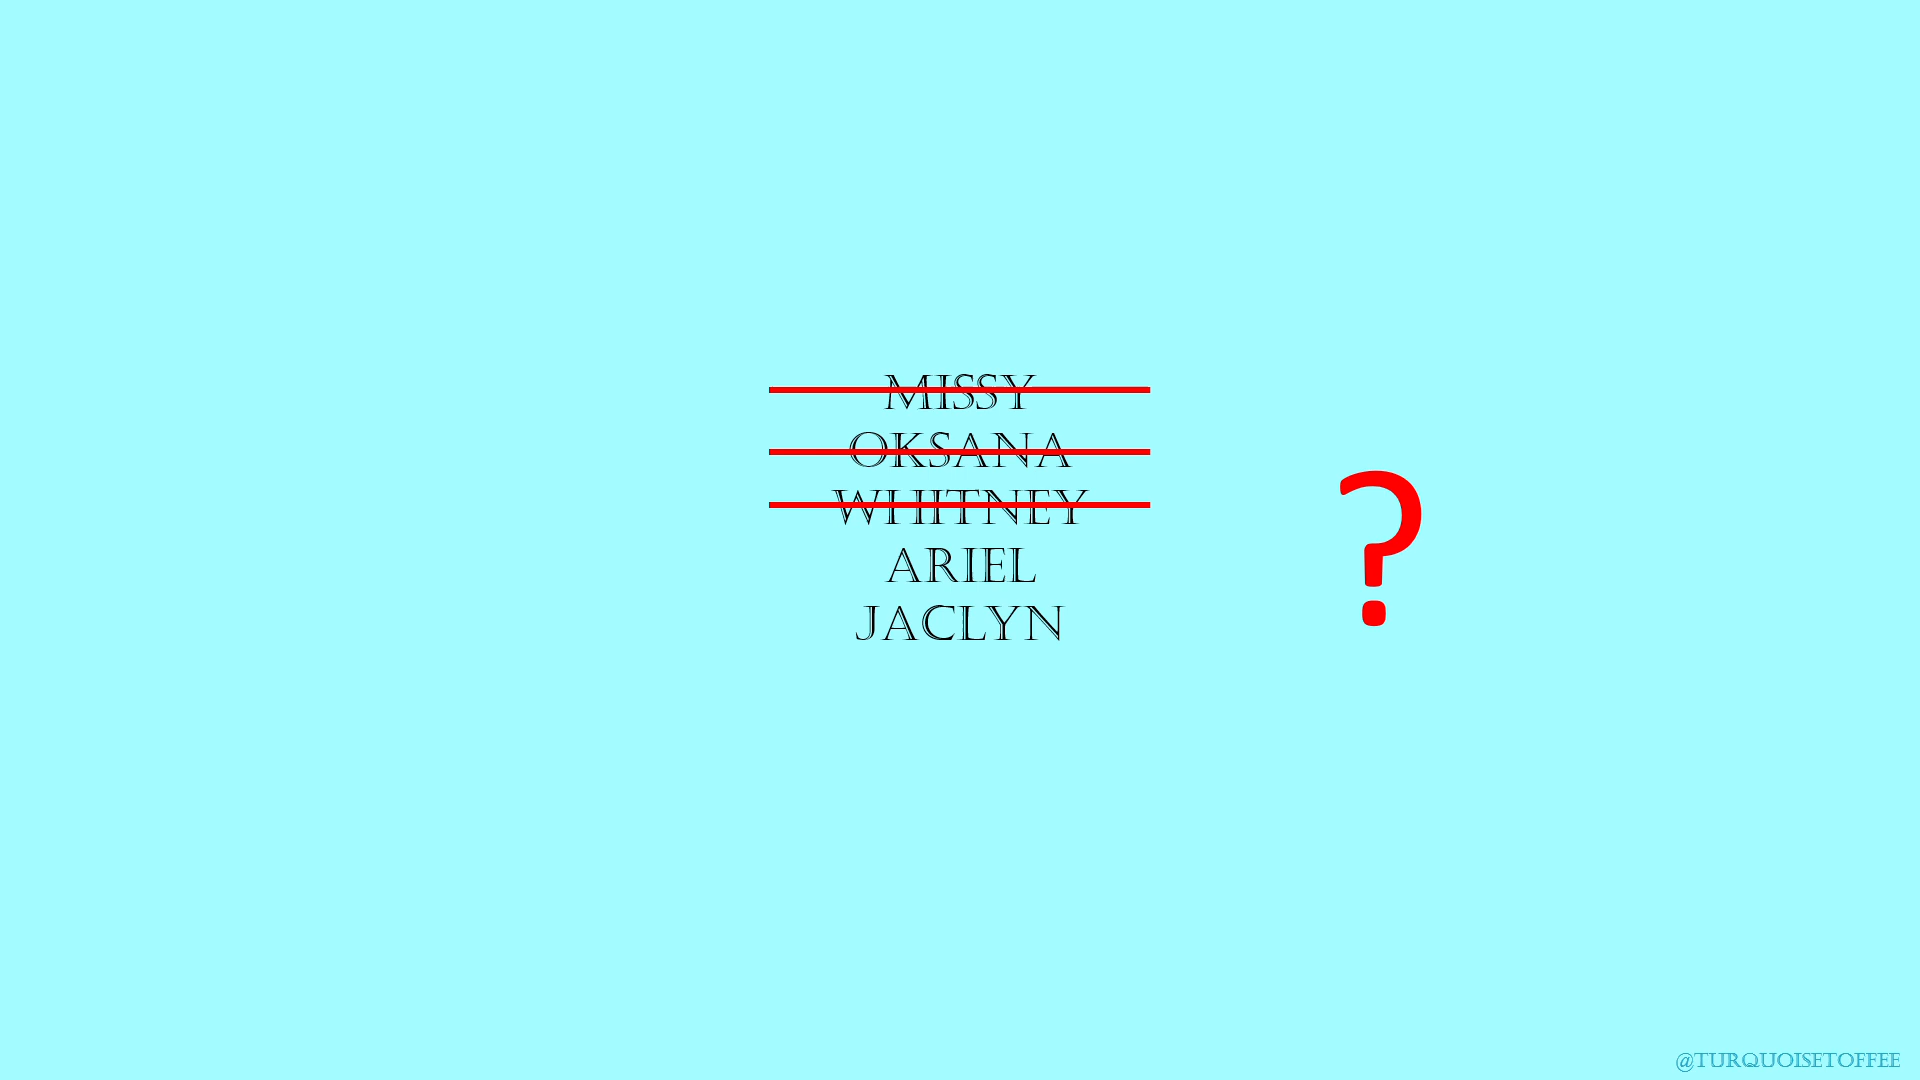 MISSY
OKSANA
WHITNEY
ARIEL
JACLYN
?
@TURQUOISETOFFEE